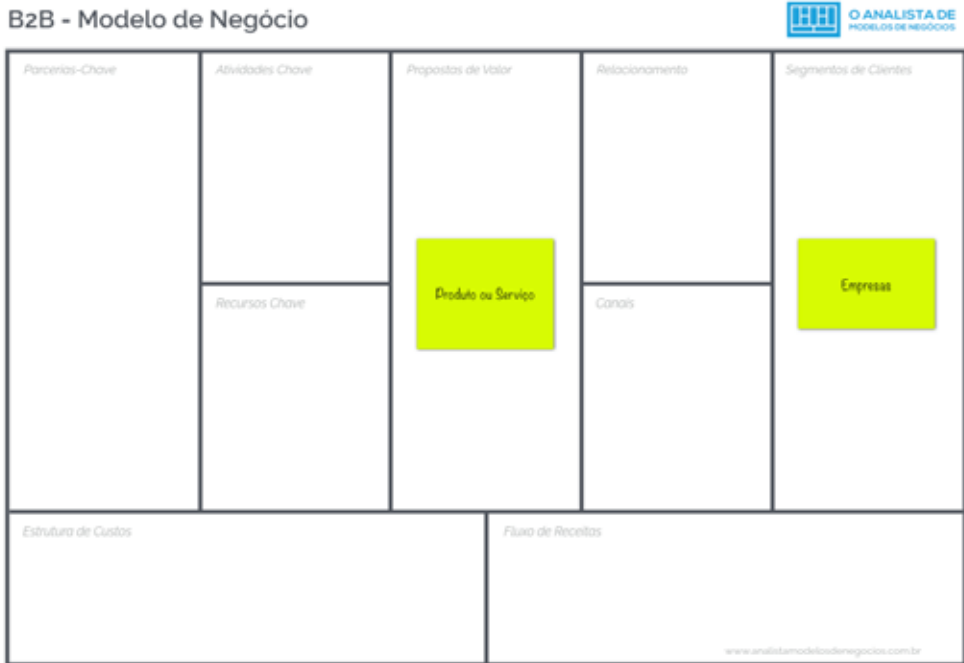 B2B - Modelo de Negócio
O ANALISTA DE
MODELOS DE NEGÓCIOS
Parcerias-Chave
Atividades Chave
Propostas de Valor
Relacionamento
Segmentos de Clientes
Produto ou Serviço
Empresas
Recursos Chave
Canais
Estrutura de Custos
Fluxo de Receitas
www.analistamodelosdenegocios.com.br